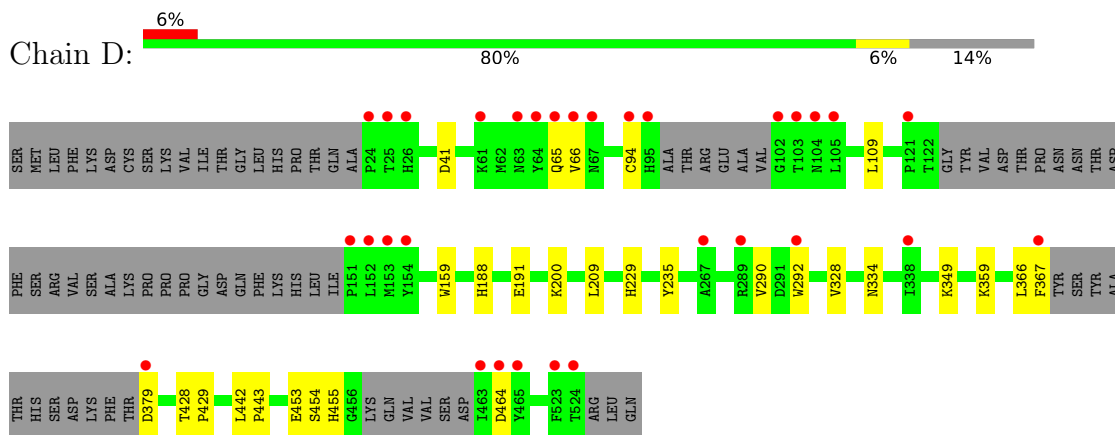 6%
Chain D:
80% 6% 14%
SER MET LEU PHE LYS ASP CYS SER LYS VAL ILE THR GLY LEU HIS PRO THR GLN ALA P24 T25 H26 D41 K61 M62 N63 Y64 Q65 V66 N67 C94 H95 ALA THR ARG GLU ALA VAL G102 T103 N104 L105 L109 P121 T122 GLY TYR VAL ASP THR PRO ASN ASN THR ASP
PHE SER ARG VAL SER ALA LYS PRO PRO PRO GLY ASP GLN PHE LYS HIS LEU ILE P151 L152 M153 Y154 W159 H188 E191 K200 L209 H229 Y235 A267 R289 V290 D291 W292 V328 N334 I338 K349 K359 L366 F367 TYR SER TYR ALA
THR HIS SER ASP LYS PHE THR D379 T428 P429 L442 P443 E453 S454 H455 G456 LYS GLN VAL VAL SER ASP I463 D464 Y465 F523 T524 ARG LEU GLN